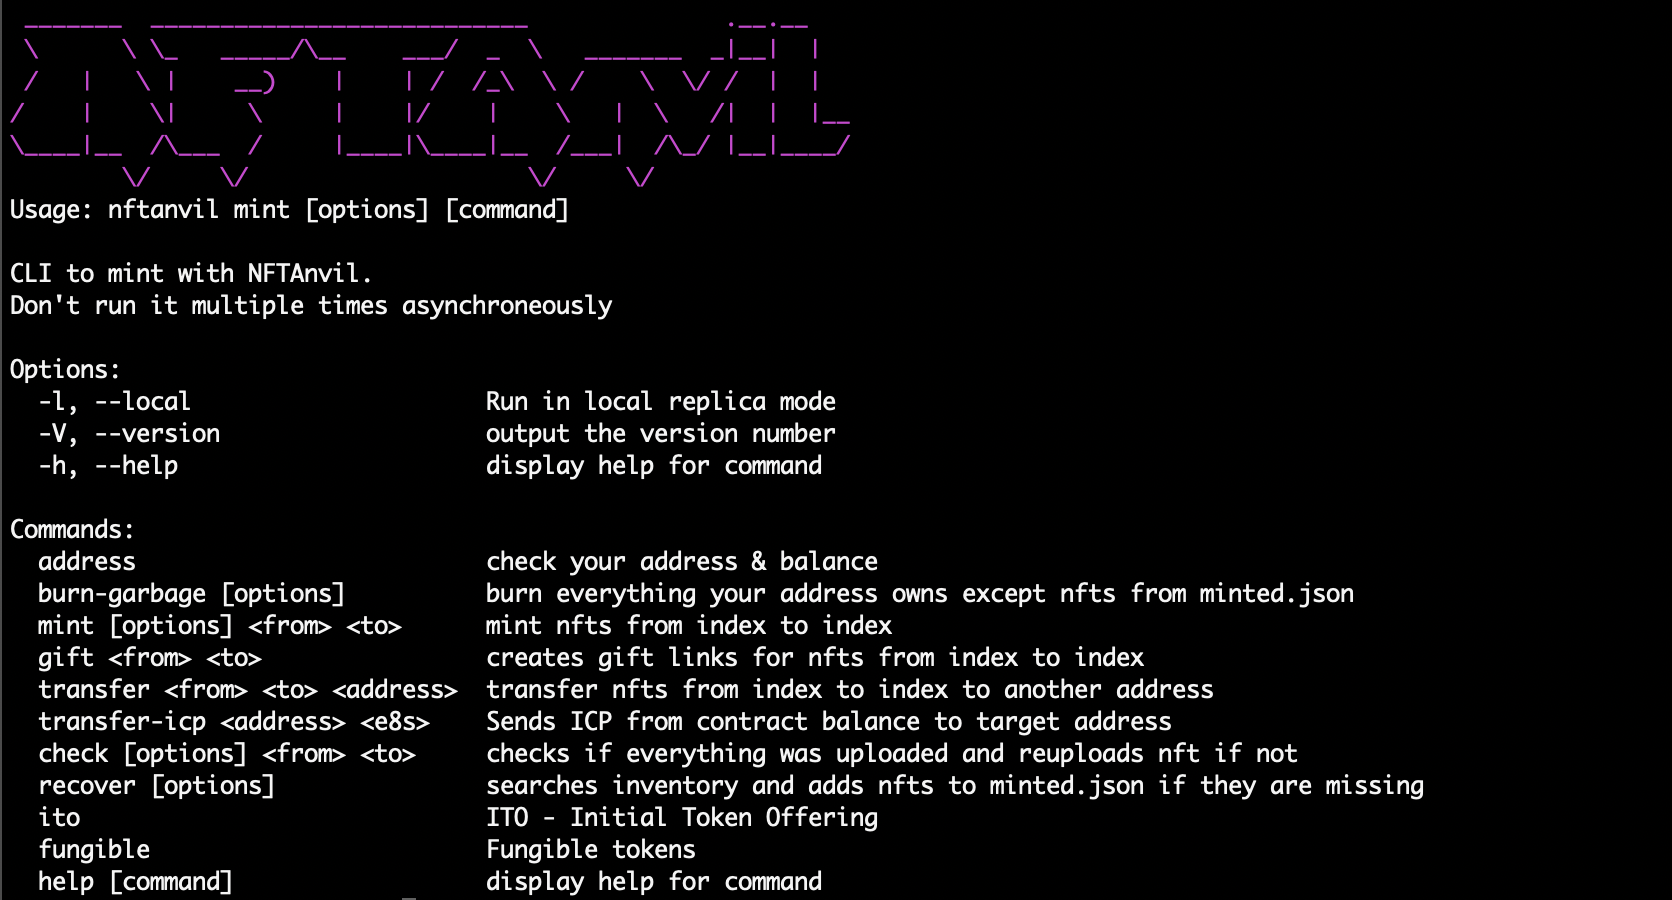 NFTAnvil
Usage: nftanvil mint [options] [command]
CLI to mint with NFTAnvil.
Don't run it multiple times asynchroneously
Options:
-l, --local Run in local replica mode
-V, --version output the version number
-h, --help display help for command
Commands:
address check your address & balance
burn-garbage [options] burn everything your address owns except nfts from minted.json
mint [options] <from> <to> mint nfts from index to index
gift <from> <to> creates gift links for nfts from index to index
transfer <from> <to> <address> transfer nfts from index to index to another address
transfer-icp <address> <e8s> Sends ICP from contract balance to target address
check [options] <from> <to> checks if everything was uploaded and reuploads nft if not
recover [options] searches inventory and adds nfts to minted.json if they are missing
ito ITO - Initial Token Offering
fungible Fungible tokens
help [command] display help for command